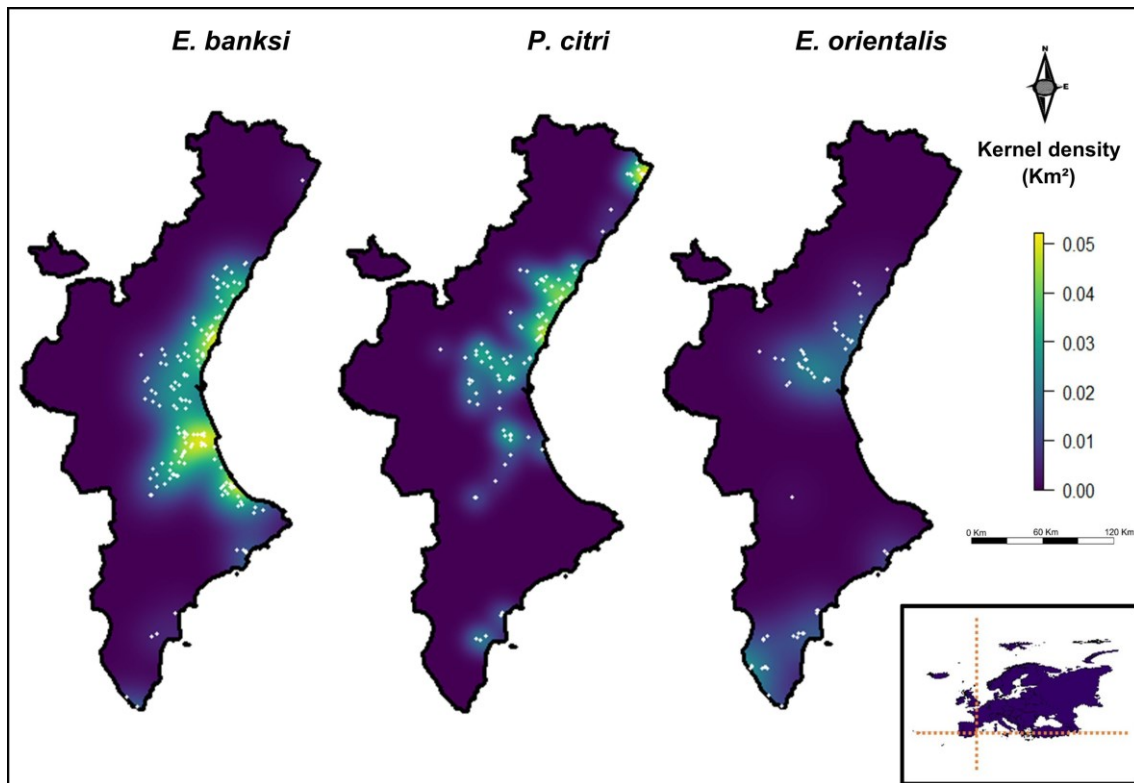 E. banksi
P. citri
E. orientalis
N
E
Kernel density
(Km²)
0.05
0.04
0.03
0.02
0.01
0.00
0 Km 60 Km 120 Km